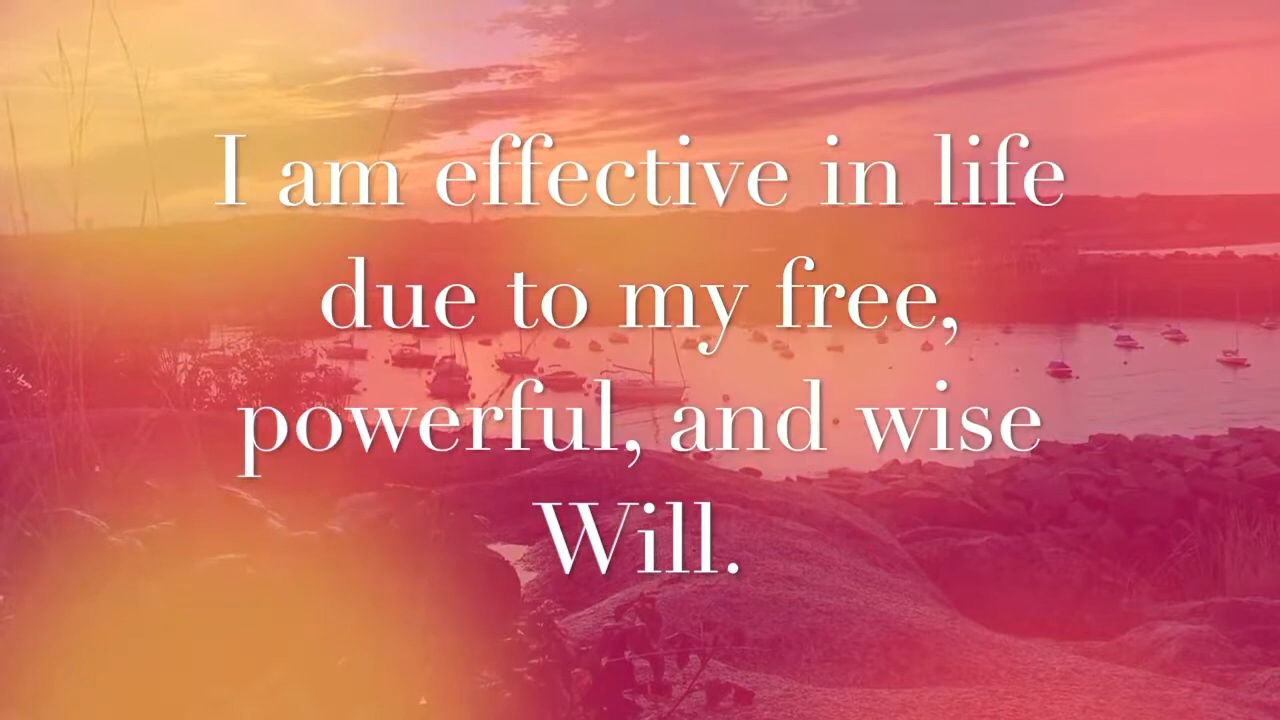 I am effective in life
due to my free,
powerful, and wise
Will.